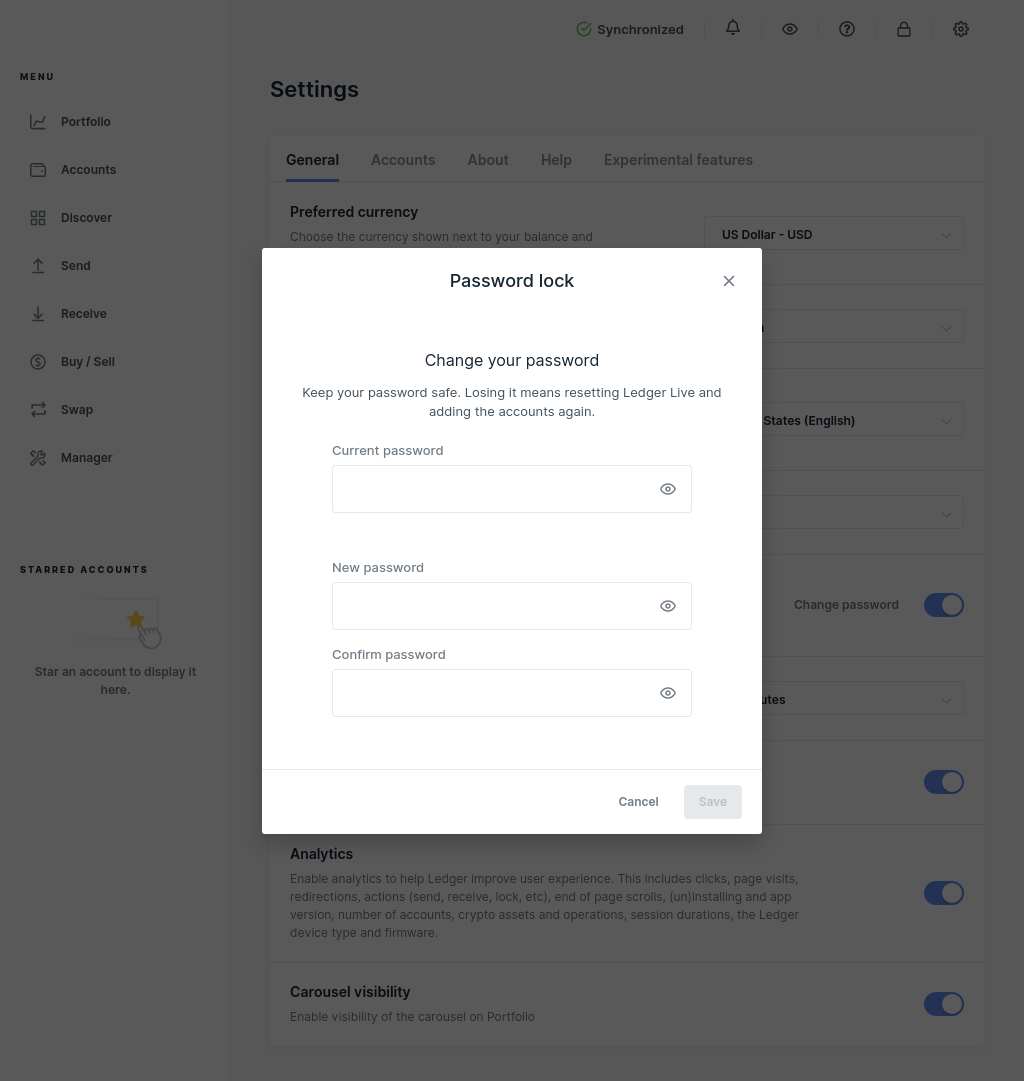 Synchronized
MENU
Portfolio
Accounts
Discover
Send
Receive
Buy / Sell
Swap
Manager
STARRED ACCOUNTS
Star an account to display it
here.
Settings
General Accounts About Help Experimental features
Preferred currency
Choose the currency shown next to your balance and
US Dollar - USD
States (English)
Change password
Password lock
Change your password
Keep your password safe. Losing it means resetting Ledger Live and
adding the accounts again.
Current password
New password
Confirm password
Cancel
Save
Analytics
Enable analytics to help Ledger improve user experience. This includes clicks, page visits,
redirections, actions (send, receive, lock, etc), end of page scrolls, (un)installing and app
version, number of accounts, crypto assets and operations, session durations, the Ledger
device type and firmware.
Carousel visibility
Enable visibility of the carousel on Portfolio